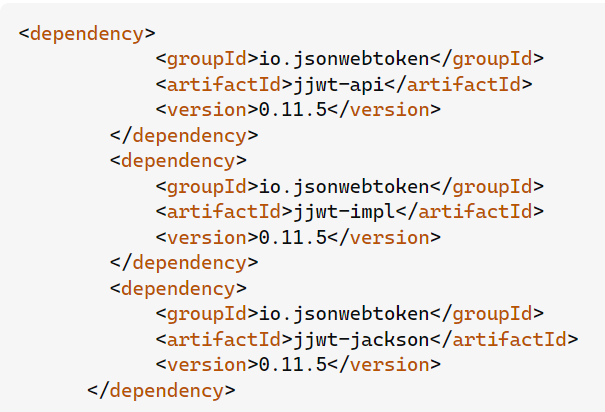 <dependency>
<groupId>io.jsonwebtoken</groupId>
<artifactId>jjwt-api</artifactId>
<version>0.11.5</version>
</dependency>
<dependency>
<groupId>io.jsonwebtoken</groupId>
<artifactId>jjwt-impl</artifactId>
<version>0.11.5</version>
</dependency>
<dependency>
<groupId>io.jsonwebtoken</groupId>
<artifactId>jjwt-jackson</artifactId>
<version>0.11.5</version>
</dependency>